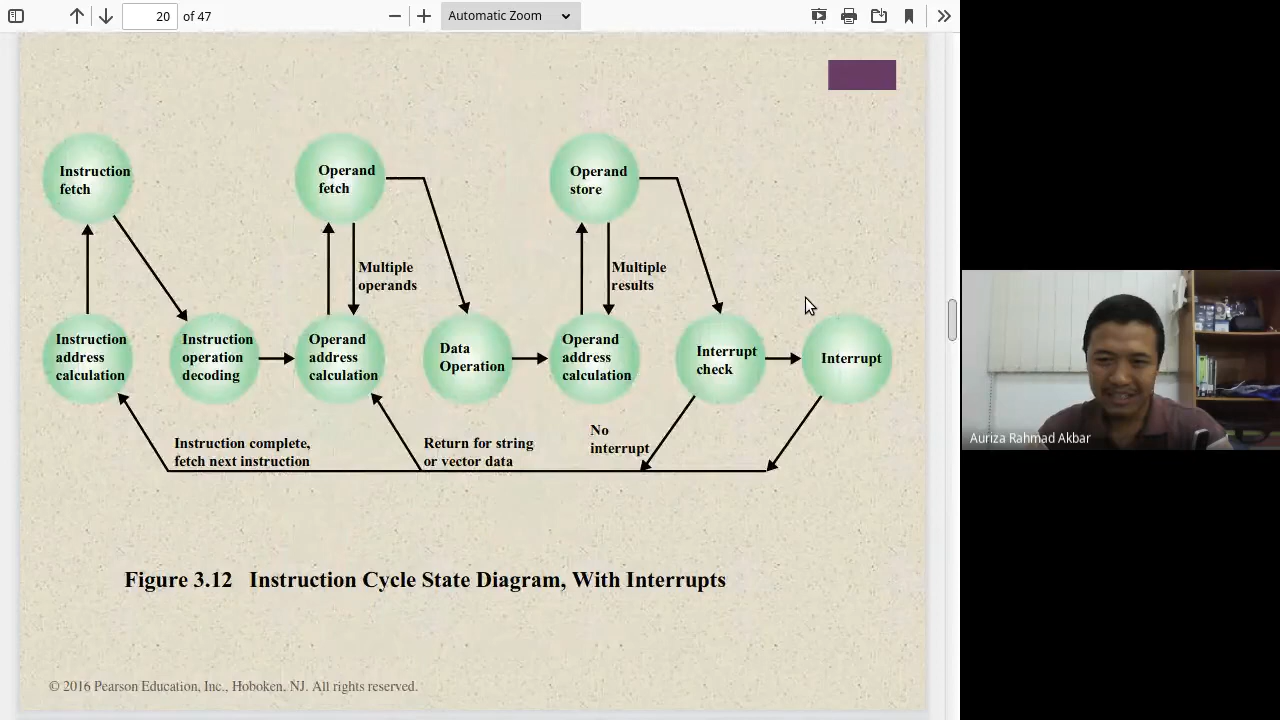 20 of 47
Automatic Zoom
Instruction
fetch
Operand
fetch
Operand
store
Multiple
operands
Multiple
results
Instruction
address
calculation
Instruction
operation
decoding
Operand
address
calculation
Data
Operation
Operand
address
calculation
Interrupt
check
Interrupt
Instruction complete,
fetch next instruction
Return for string
or vector data
No
interrupt
Figure 3.12 Instruction Cycle State Diagram, With Interrupts
© 2016 Pearson Education, Inc., Hoboken, NJ. All rights reserved.
Auriza Rahmad Akbar